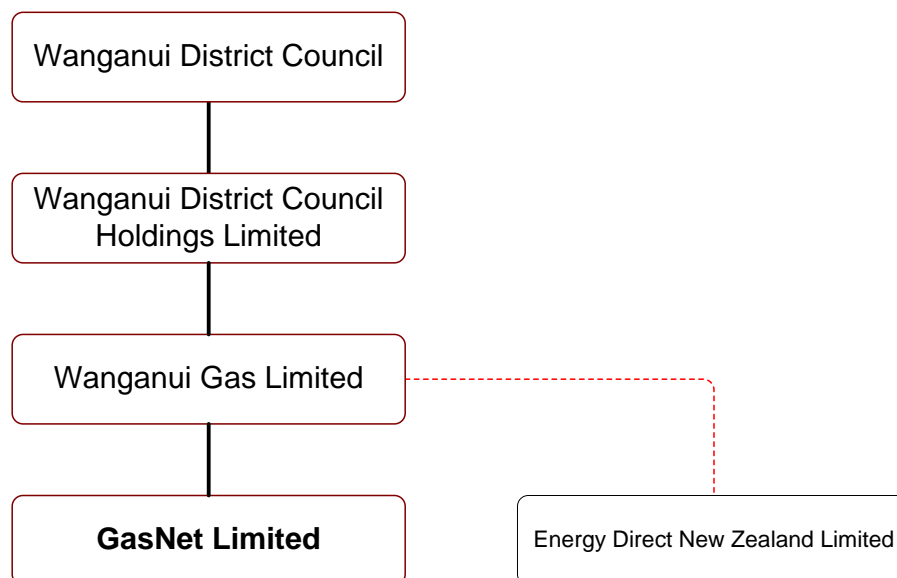 Wanganui District Council
Wanganui District Council
Holdings Limited
Wanganui Gas Limited
GasNet Limited
Energy Direct New Zealand Limited